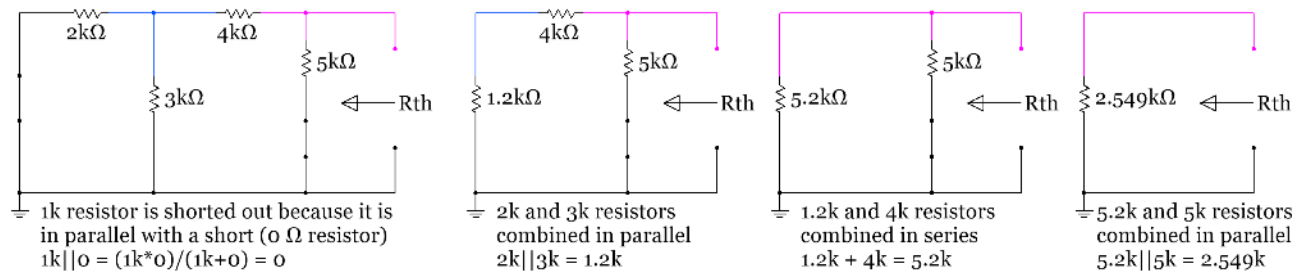 2kΩ
4kΩ
3kΩ
5kΩ
Rth
1k resistor is shorted out because it is
in parallel with a short (0 Ω resistor)
1k||0 = (1k*0)/(1k+0) = 0
4kΩ
1.2kΩ
5kΩ
Rth
2k and 3k resistors
combined in parallel
2k||3k = 1.2k
5.2kΩ
5kΩ
Rth
1.2k and 4k resistors
combined in series
1.2k + 4k = 5.2k
2.549kΩ
Rth
5.2k and 5k resistors
combined in parallel
5.2k||5k = 2.549k